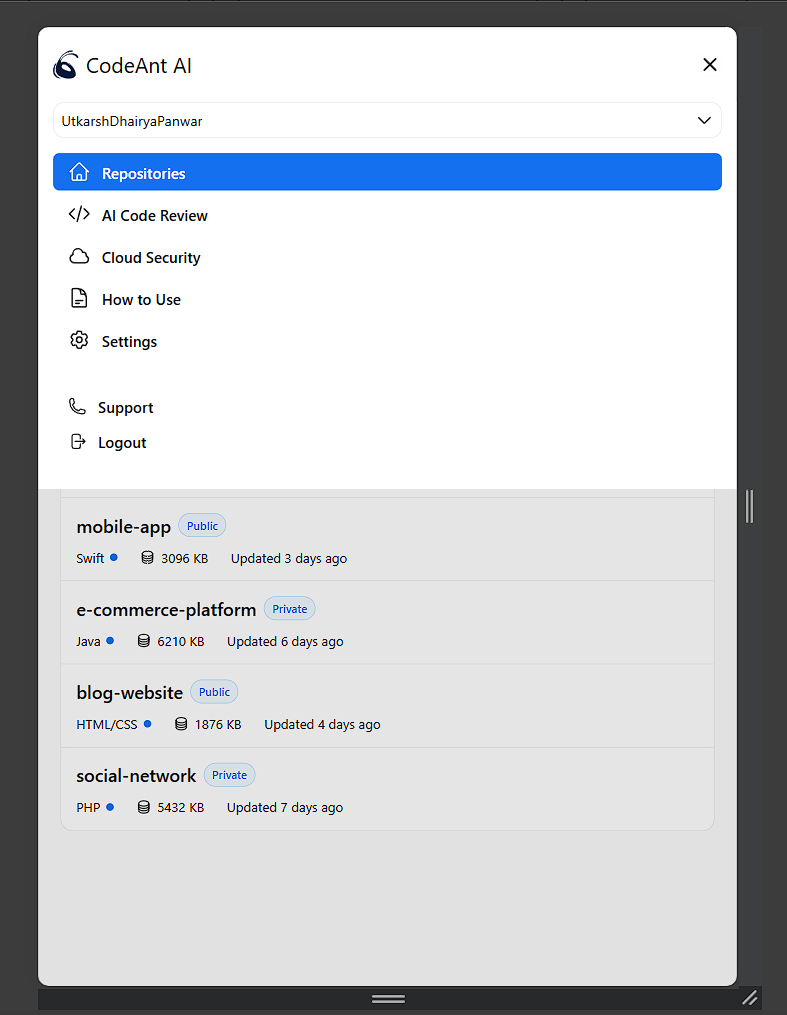 CodeAnt AI
UtkarshDhairyaPanwar
Repositories
AI Code Review
Cloud Security
How to Use
Settings
Support
Logout
mobile-app Public
Swift 3096 KB Updated 3 days ago
e-commerce-platform Private
Java 6210 KB Updated 6 days ago
blog-website Public
HTML/CSS 1876 KB Updated 4 days ago
social-network Private
PHP 5432 KB Updated 7 days ago